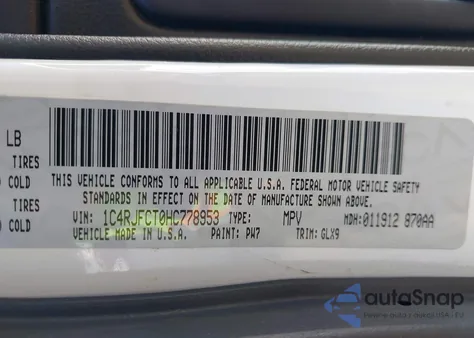 LB
TIRES
COLD
TIRES
COLD
THIS VEHICLE CONFORMS TO ALL APPLICABLE U.S.A. FEDERAL MOTOR VEHICLE SAFETY
STANDARDS IN EFFECT ON THE DATE OF MANUFACTURE SHOWN ABOVE.
VIN: 1C4RJFCT0HC778953 TYPE: MPV MDH:011912 870AA
VEHICLE MADE IN U.S.A. PAINT: PW7 TRIM: GLX9
autoSnap